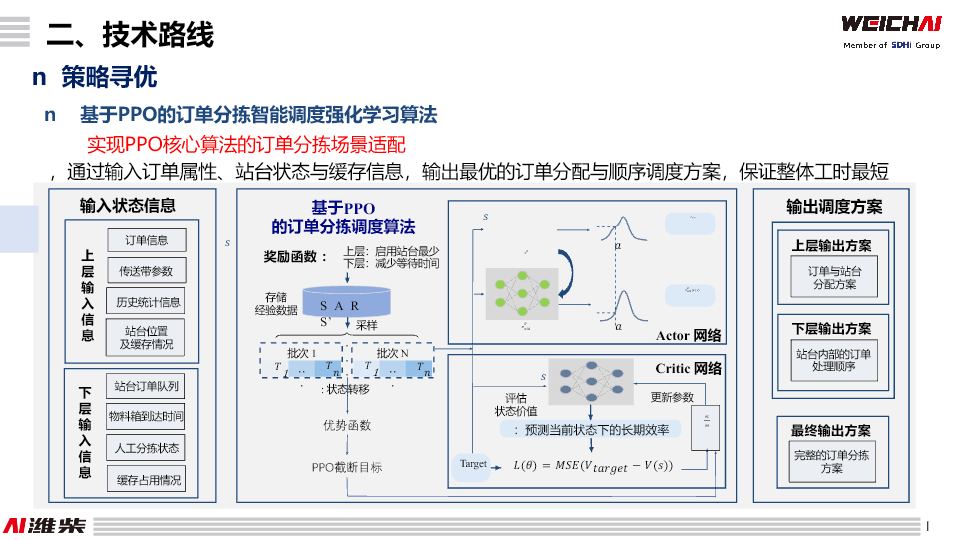 二、技术路线
WEICHAI
Member of SDHI Group
n 策略寻优
n 基于PPO的订单分拣智能调度强化学习算法
实现PPO核心算法的订单分拣场景适配
，通过输入订单属性、站台状态与缓存信息，输出最优的订单分配与顺序调度方案，保证整体工时最短
输入状态信息
上层输入信息
订单信息
传送带参数
历史统计信息
站台位置
及缓存情况
下层输入信息
站台订单队列
物料箱到达时间
人工分拣状态
缓存占用情况
s
基于PPO
的订单分拣调度算法
奖励函数：
上层：启用站台最少
下层：减少等待时间
存储
经验数据
S A R
S'
采样
批次 1
T1 .. Tn
批次 N
T1 .. Tn
: 状态转移
优势函数
PPO截断目标
s
a
a
Actor 网络
Critic 网络
s
评估
状态价值
更新参数
：预测当前状态下的长期效率
Target
L(θ) = MSE(Vtarget − V(s))
输出调度方案
上层输出方案
订单与站台
分配方案
下层输出方案
站台内部的订单
处理顺序
最终输出方案
完整的订单分拣
方案
潍柴